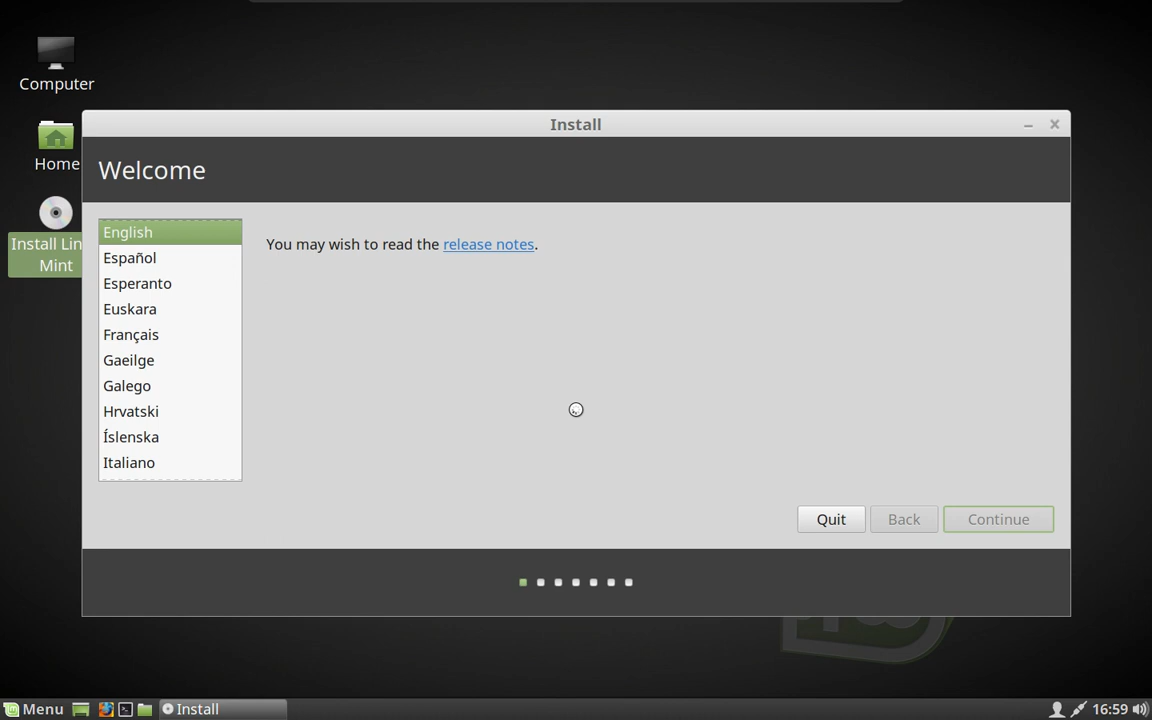 Computer
Home
Install Lin
Mint
Install
Welcome
English
Español
Esperanto
Euskara
Français
Gaeilge
Galego
Hrvatski
Íslenska
Italiano
You may wish to read the release notes.
Quit
Back
Continue
Menu
Install
16:59